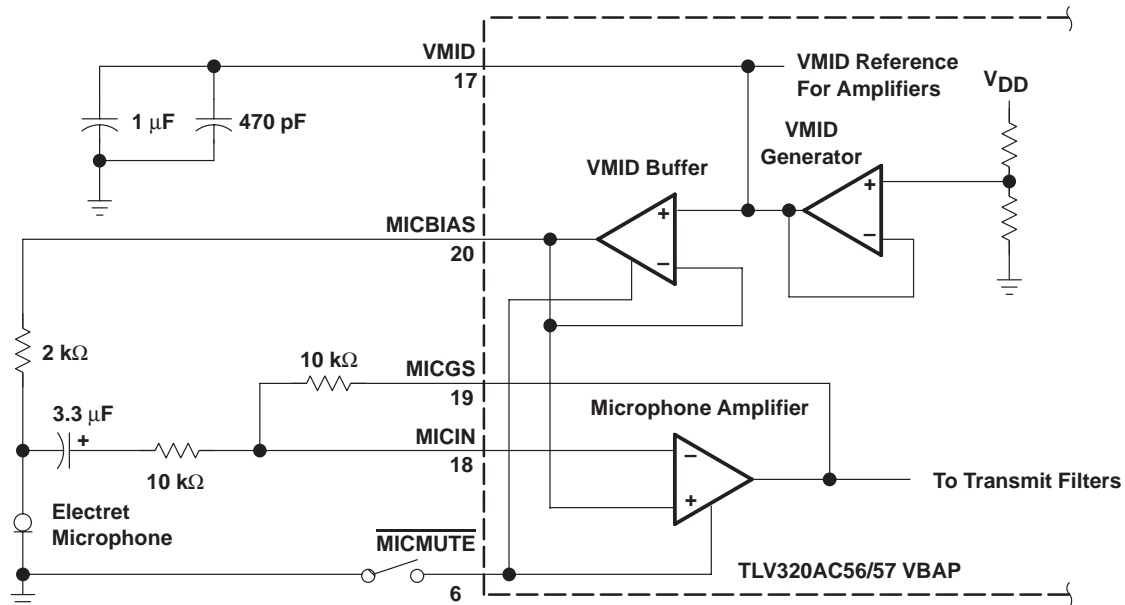 VMID
17
VMID Reference
For Amplifiers
VDD
1 μF
470 pF
VMID
Generator
+
−
VMID Buffer
+
−
MICBIAS
20
2 kΩ
10 kΩ
MICGS
19
Microphone Amplifier
3.3 μF
+
MICIN
18
10 kΩ
−
+
To Transmit Filters
Electret
Microphone
MICMUTE
6
TLV320AC56/57 VBAP